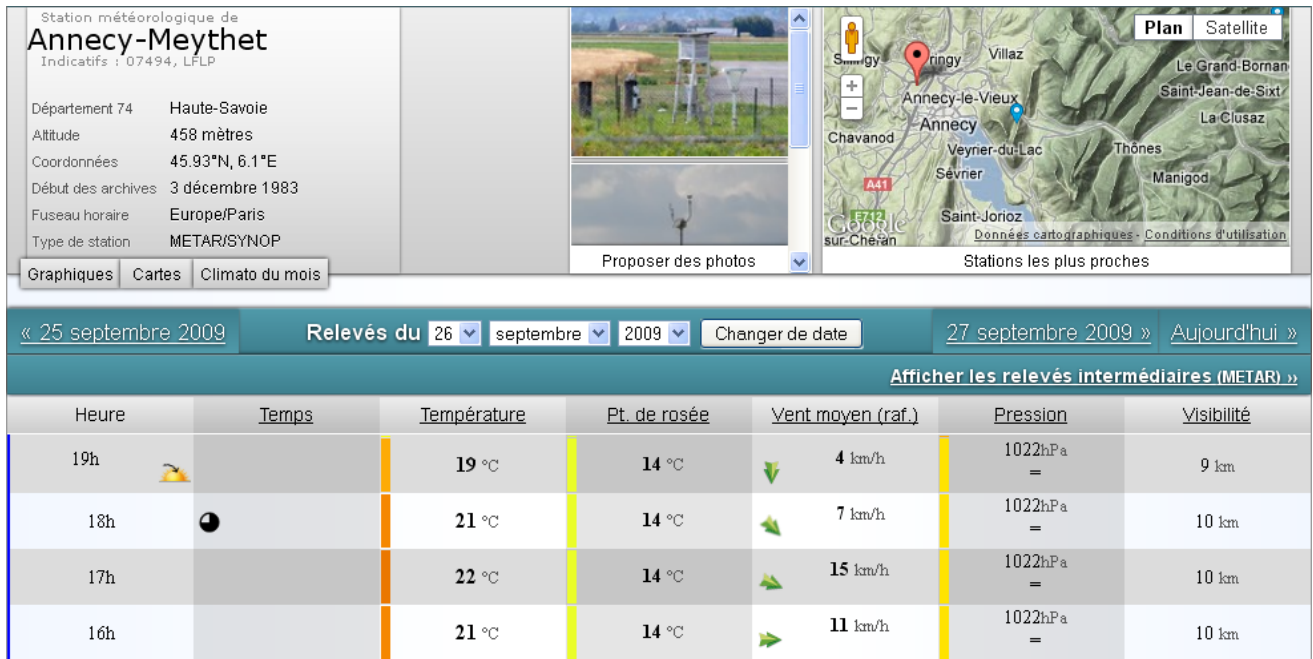 Station météorologique de
Annecy-Meythet
Indicatifs : 07494, LFLP
Département 74 Haute-Savoie
Altitude 458 mètres
Coordonnées 45.93°N, 6.1°E
Début des archives 3 décembre 1983
Fuseau horaire Europe/Paris
Type de station METAR/SYNOP
Graphiques Cartes Climato du mois
Proposer des photos
Plan Satellite
Villaz
Le Grand-Bornan
Annecy-le-Vieux
Saint-Jean-de-Sixt
La Clusaz
Annecy
Chavanod
Veyrier-du-Lac
Thônes
Sévrier
Manigod
A41
E712
Saint-Jorioz
Google
sur-Chéran
Données cartographiques - Conditions d'utilisation
Stations les plus proches
« 25 septembre 2009 Relevés du 26 septembre 2009 Changer de date 27 septembre 2009 » Aujourd'hui »
Afficher les relevés intermédiaires (METAR) »
Heure Temps Température Pt. de rosée Vent moyen (raf.) Pression Visibilité
19h 19 °C 14 °C 4 km/h 1022hPa = 9 km
18h 21 °C 14 °C 7 km/h 1022hPa = 10 km
17h 22 °C 14 °C 15 km/h 1022hPa = 10 km
16h 21 °C 14 °C 11 km/h 1022hPa = 10 km